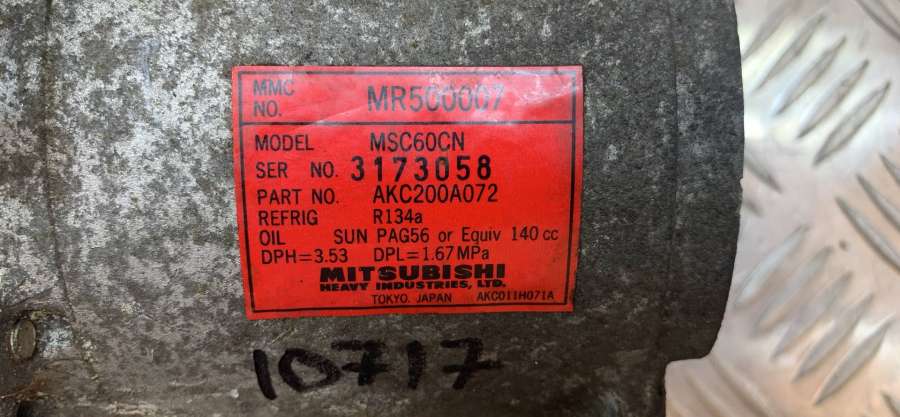 MMC NO. MR500007
MODEL MSC60CN
SER NO. 3173058
PART NO. AKC200A072
REFRIG R134a
OIL SUN PAG56 or Equiv 140 cc
DPH=3.53 DPL=1.67MPa
MITSUBISHI
HEAVY INDUSTRIES, LTD.
TOKYO. JAPAN AKC011H071A
10717